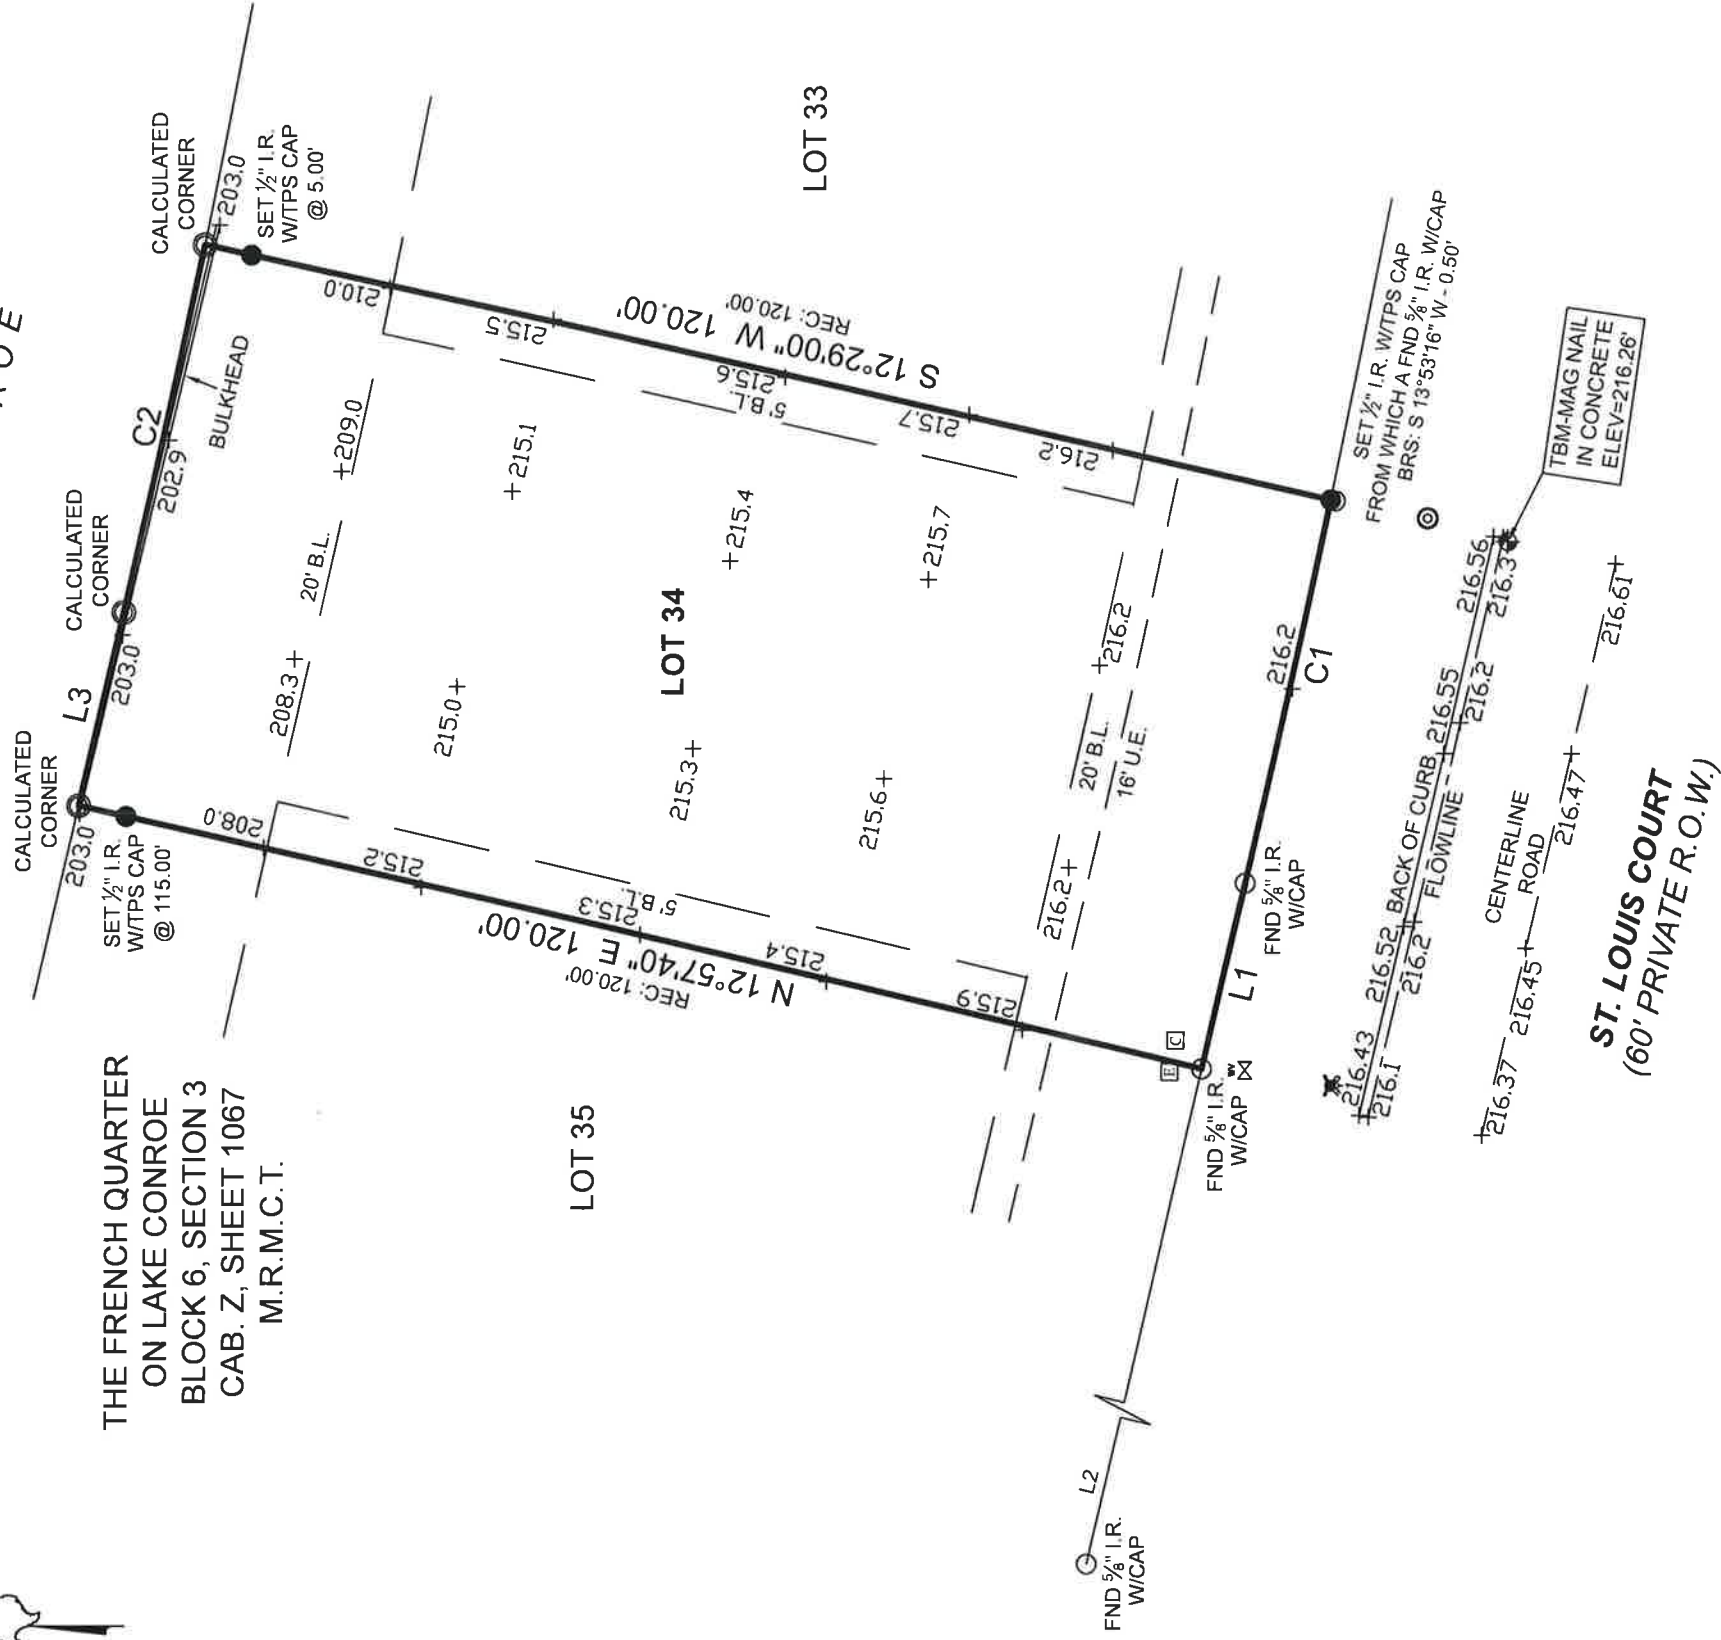 CALCULATED
CORNER
203.0
SET ½" I.R.
W/TPS CAP
@ 5.00'
C2
202.9
BULKHEAD
CALCULATED
CORNER
203.0
L3
CALCULATED
CORNER
203.0
SET ½" I.R.
W/TPS CAP
@ 115.00'
208.0
210.0
20' B.L.
209.0
208.3
LOT 33
215.5
S 12°29'00" W 120.00'
REC: 120.00'
215.6
5' B.L.
215.7
216.2
215.1
215.0
215.4
LOT 34
215.3
215.7
215.6
215.2
215.3
5' B.L.
N 12°57'40" E 120.00'
REC: 120.00'
215.4
215.9
216.2
20' B.L.
16' U.E.
216.2
THE FRENCH QUARTER
ON LAKE CONROE
BLOCK 6, SECTION 3
CAB. Z, SHEET 1067
M.R.M.C.T.
LOT 35
SET ½" I.R. W/TPS CAP
FROM WHICH A FND ⅝" I.R. W/CAP
BRS: S 13°53'16" W - 0.50'
216.2
C1
FND ⅝" I.R.
W/CAP
L1
E
C
WV
FND ⅝" I.R.
W/CAP
L2
FND ⅝" I.R.
W/CAP
TBM-MAG NAIL
IN CONCRETE
ELEV=216.26'
216.43
216.52
BACK OF CURB
216.55
216.56
216.1
216.2
FLOWLINE
216.2
216.3
216.37
216.45
CENTERLINE
ROAD
216.47
216.61
ST. LOUIS COURT
(60' PRIVATE R.O.W.)